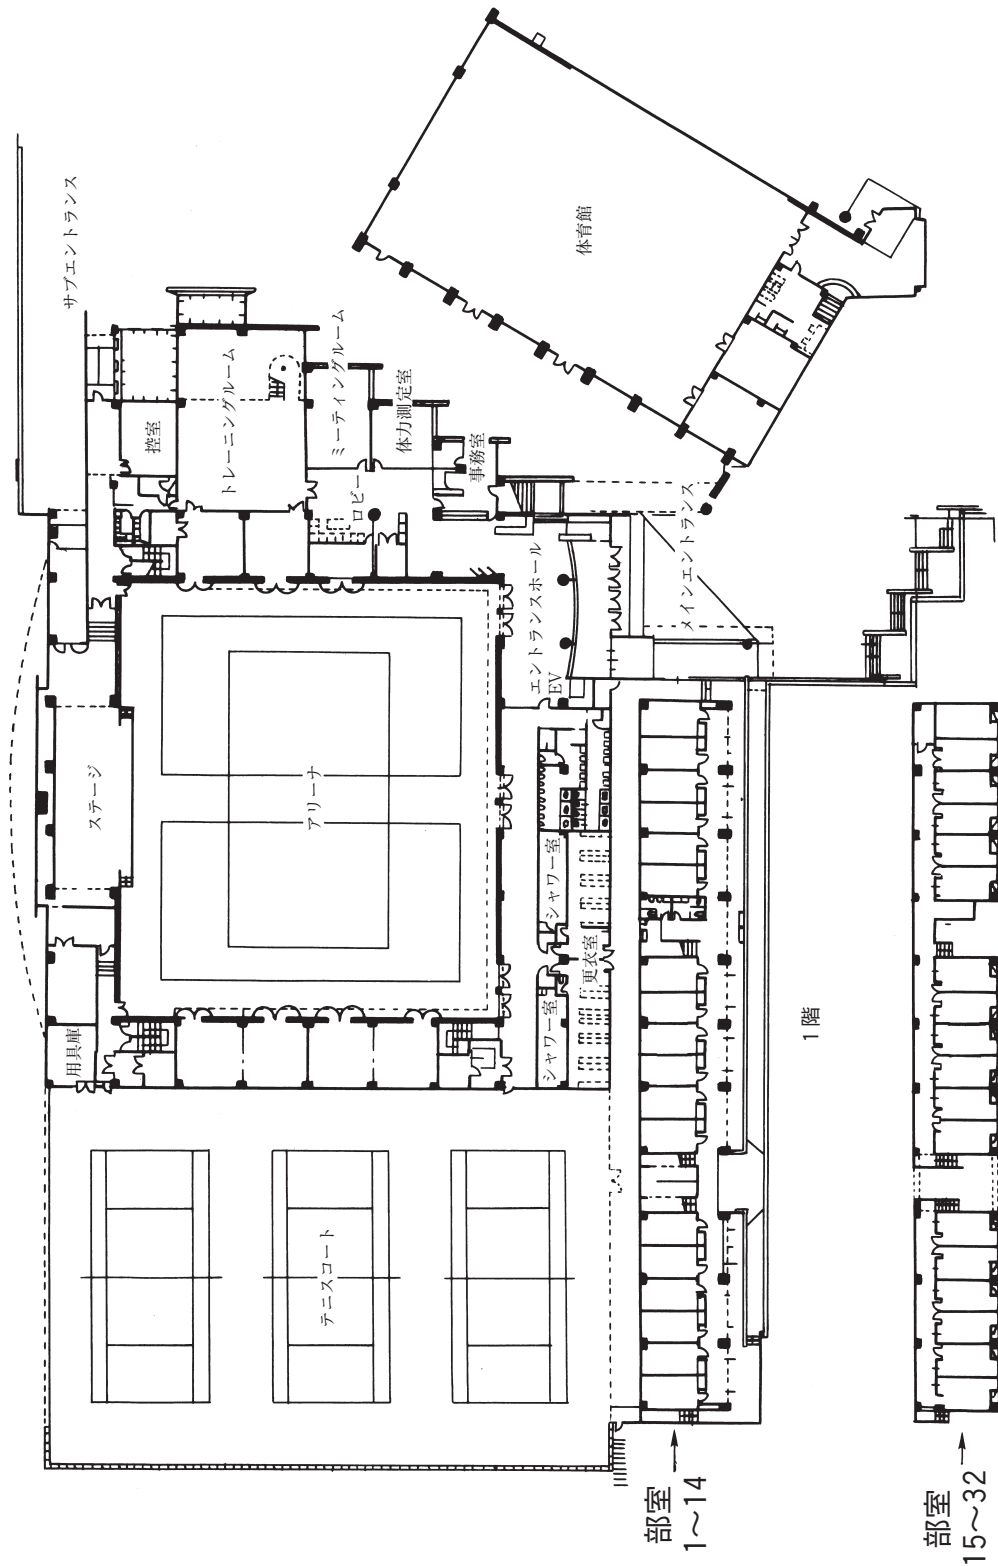 サブエントランス
控室
トレーニングルーム
ミーティングルーム
体力測定室
事務室
ロビー
体育館
ステージ
アリーナ
エントランスホール
EV
メインエントランス
シャワー室
更衣室
シャワー室
用具庫
テニスコート
1階
部室
1～14
部室
15～32